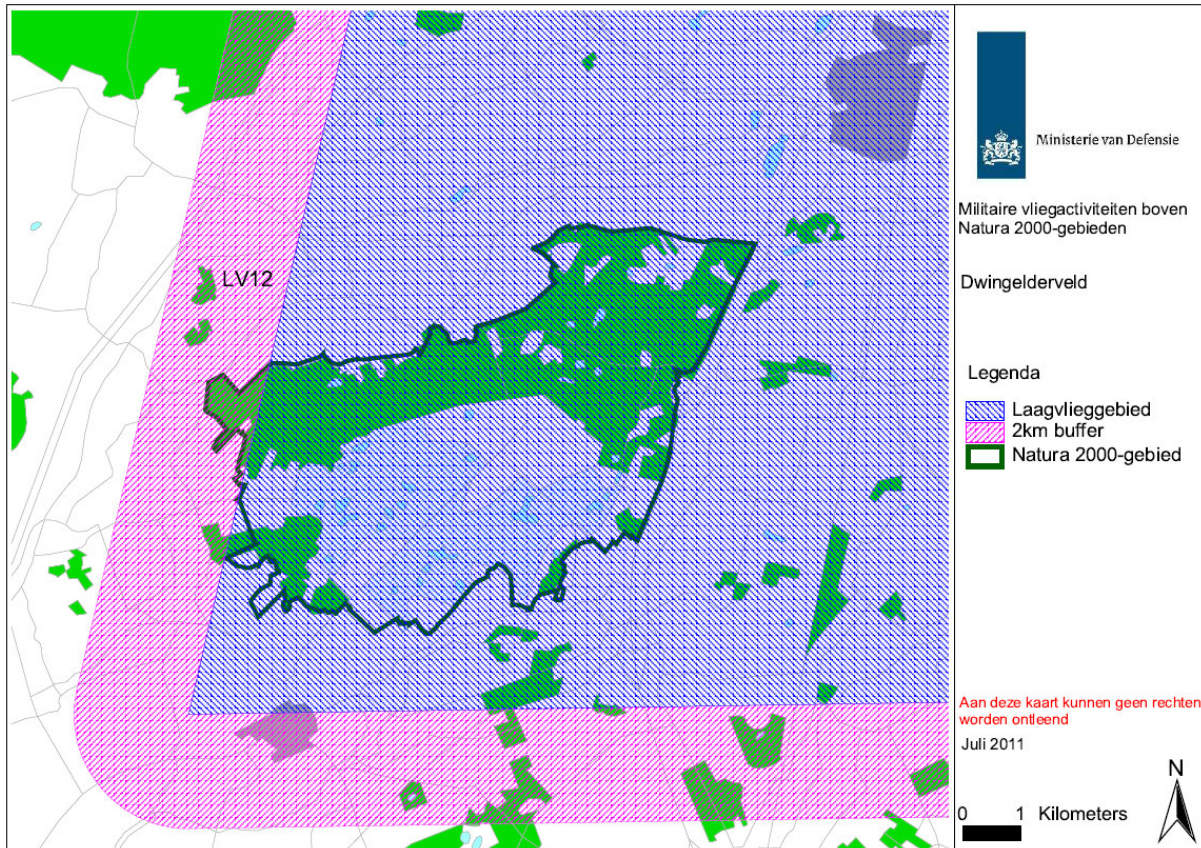 LV12
Ministerie van Defensie
Militaire vliegactiviteiten boven
Natura 2000-gebieden
Dwingelderveld
Legenda
Laagvlieggebied
2km buffer
Natura 2000-gebied
Aan deze kaart kunnen geen rechten
worden ontleend
Juli 2011
N
0 1 Kilometers